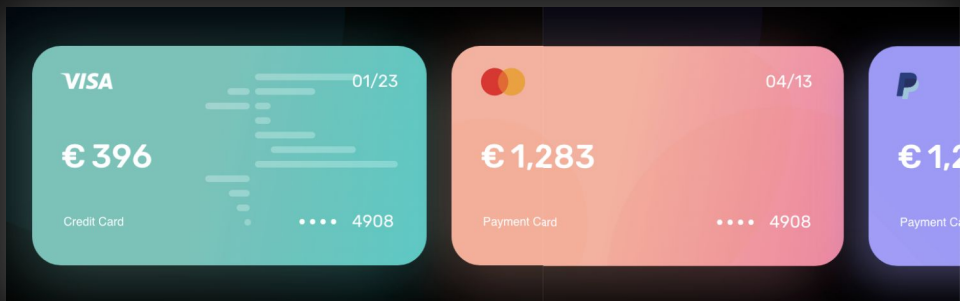 VISA 01/23
€ 396
Credit Card •••• 4908
04/13
€ 1,283
Payment Card •••• 4908
€ 1,2
Payment Ca